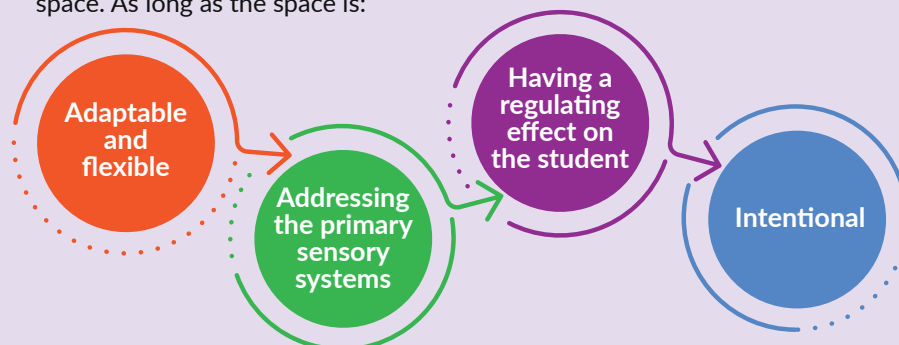 space. As long as the space is:
Adaptable
and
flexible
Addressing
the primary
sensory
systems
Having a
regulating
effect on
the student
Intentional